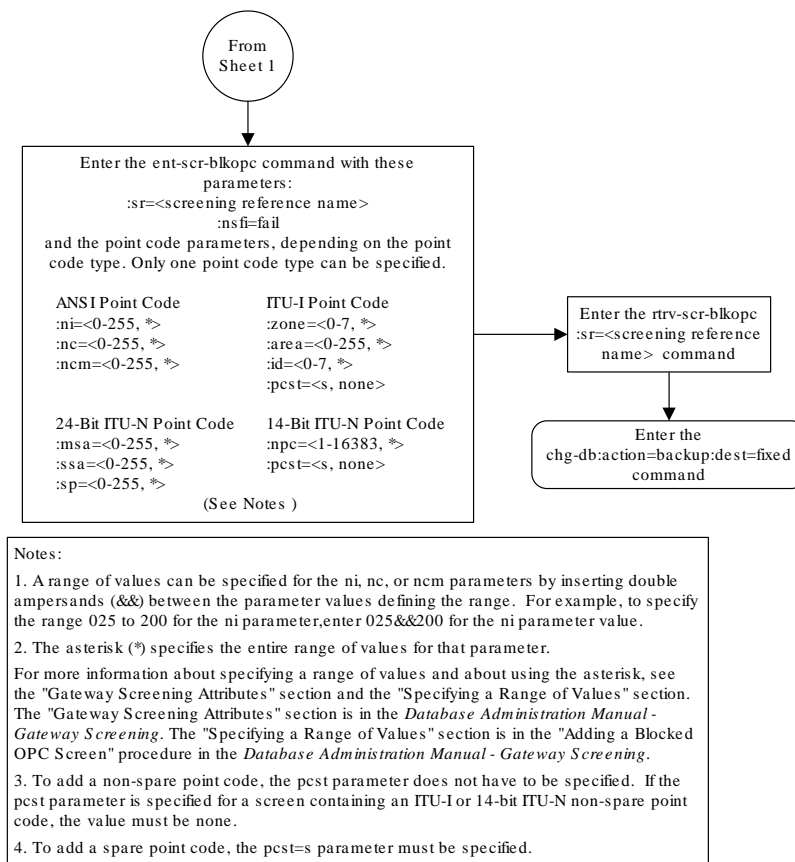 From
Sheet 1
Enter the ent-scr-blkopc command with these
parameters:
:sr=<screening reference name>
:nsfi=fail
and the point code parameters, depending on the point
code type. Only one point code type can be specified.
ANSI Point Code
:ni=<0-255, *>
:nc=<0-255, *>
:ncm=<0-255, *>
ITU-I Point Code
:zone=<0-7, *>
:area=<0-255, *>
:id=<0-7, *>
:pcst=<s, none>
24-Bit ITU-N Point Code
:msa=<0-255, *>
:ssa=<0-255, *>
:sp=<0-255, *>
14-Bit ITU-N Point Code
:npc=<1-16383, *>
:pcst=<s, none>
(See Notes )
Enter the rtrv-scr-blkopc
:sr=<screening reference
name> command
Enter the
chg-db:action=backup:dest=fixed
command
Notes:
1. A range of values can be specified for the ni, nc, or ncm parameters by inserting double
ampersands (&&) between the parameter values defining the range. For example, to specify
the range 025 to 200 for the ni parameter,enter 025&&200 for the ni parameter value.
2. The asterisk (*) specifies the entire range of values for that parameter.
For more information about specifying a range of values and about using the asterisk, see
the "Gateway Screening Attributes" section and the "Specifying a Range of Values" section.
The "Gateway Screening Attributes" section is in the Database Administration Manual -
Gateway Screening. The "Specifying a Range of Values" section is in the "Adding a Blocked
OPC Screen" procedure in the Database Administration Manual - Gateway Screening.
3. To add a non-spare point code, the pcst parameter does not have to be specified. If the
pcst parameter is specified for a screen containing an ITU-I or 14-bit ITU-N non-spare point
code, the value must be none.
4. To add a spare point code, the pcst=s parameter must be specified.